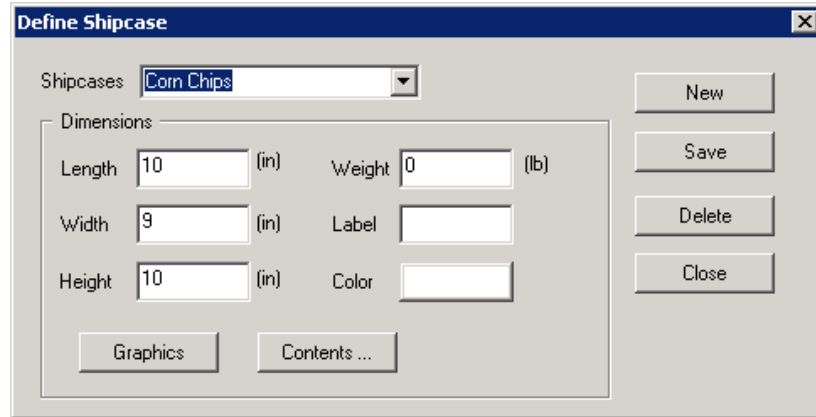 Define Shipcase
Shipcases Corn Chips
New
Dimensions
Length 10 (in) Weight 0 (lb)
Save
Width 9 (in) Label
Delete
Height 10 (in) Color
Close
Graphics Contents ...